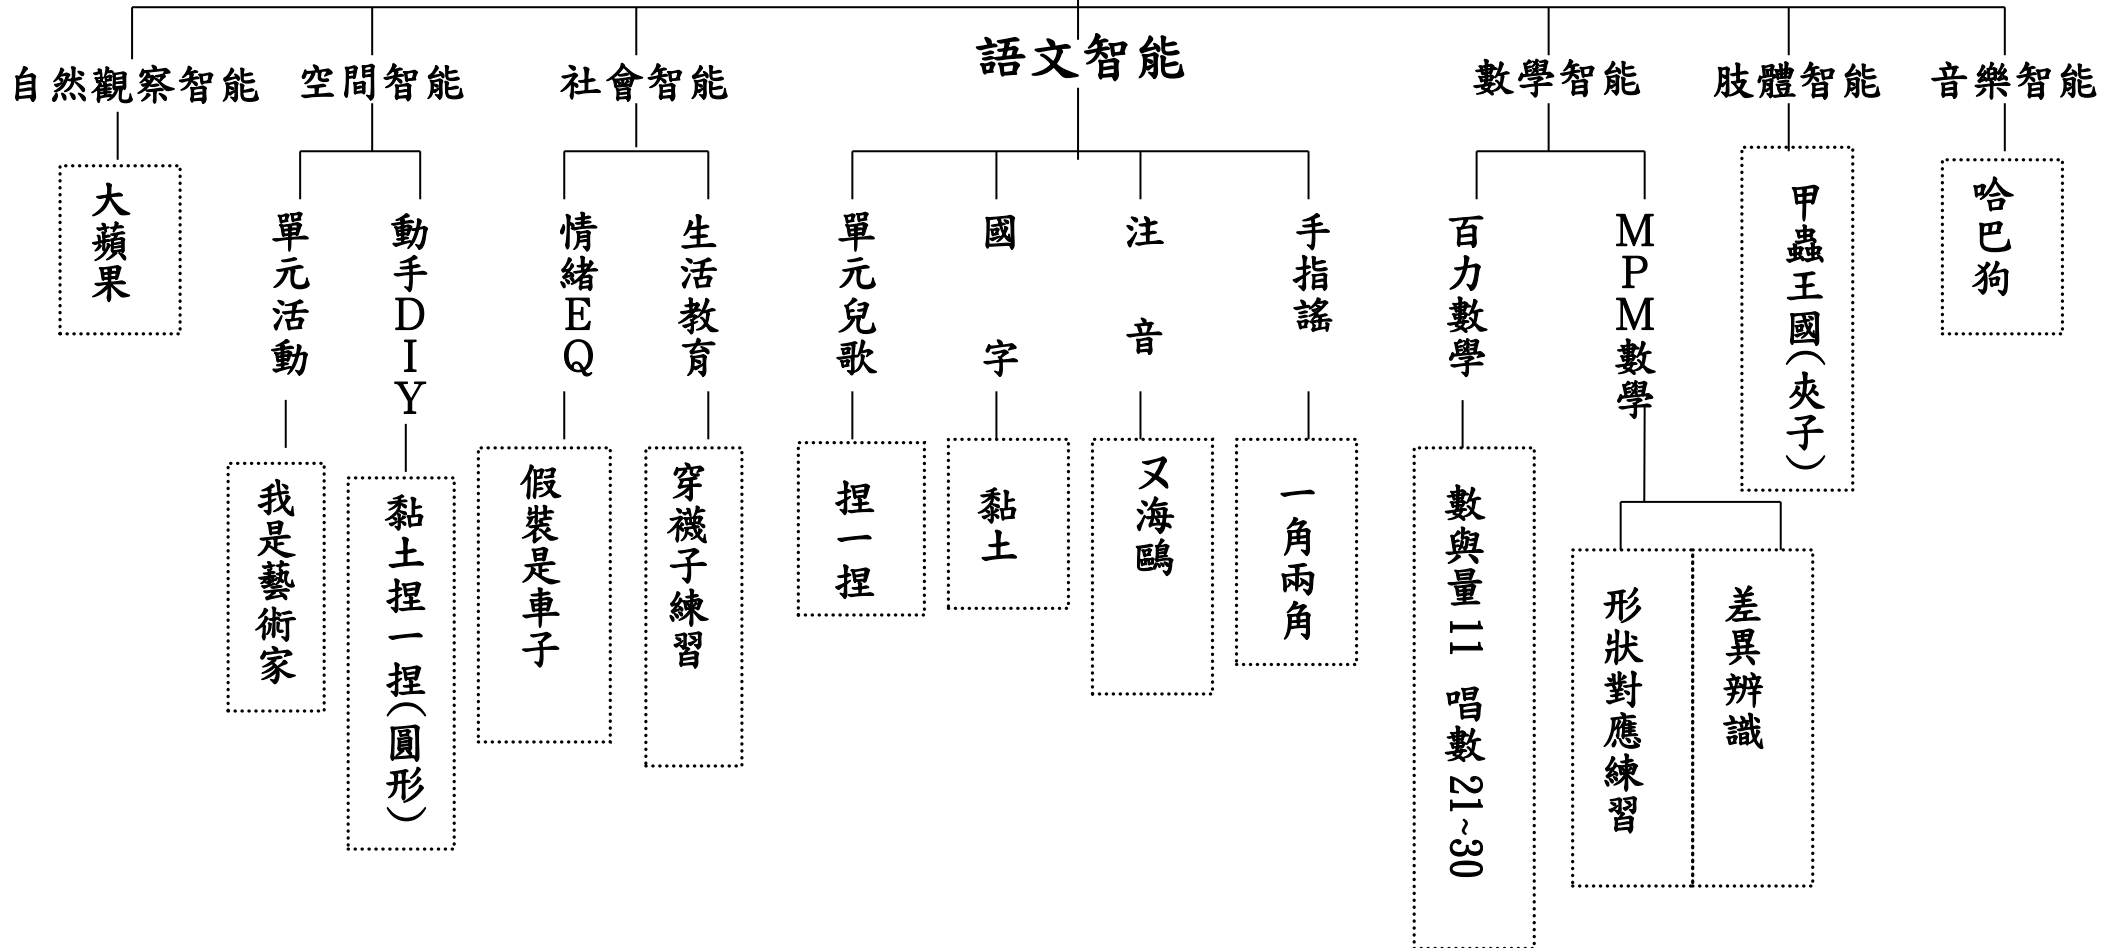 自然觀察智能
空間智能
社會智能
語文智能
數學智能
肢體智能
音樂智能
大蘋果
單元活動
動手DIY
情緒EQ
生活教育
單元兒歌
國字
注音
手指謠
百力數學
MPM數學
甲蟲王國(夾子)
哈巴狗
我是藝術家
黏土捏一捏(圓形)
假裝是車子
穿襪子練習
捏一捏
黏土
ㄡ海鷗
一角兩角
數與量11 唱數21~30
形狀對應練習
差異辨識